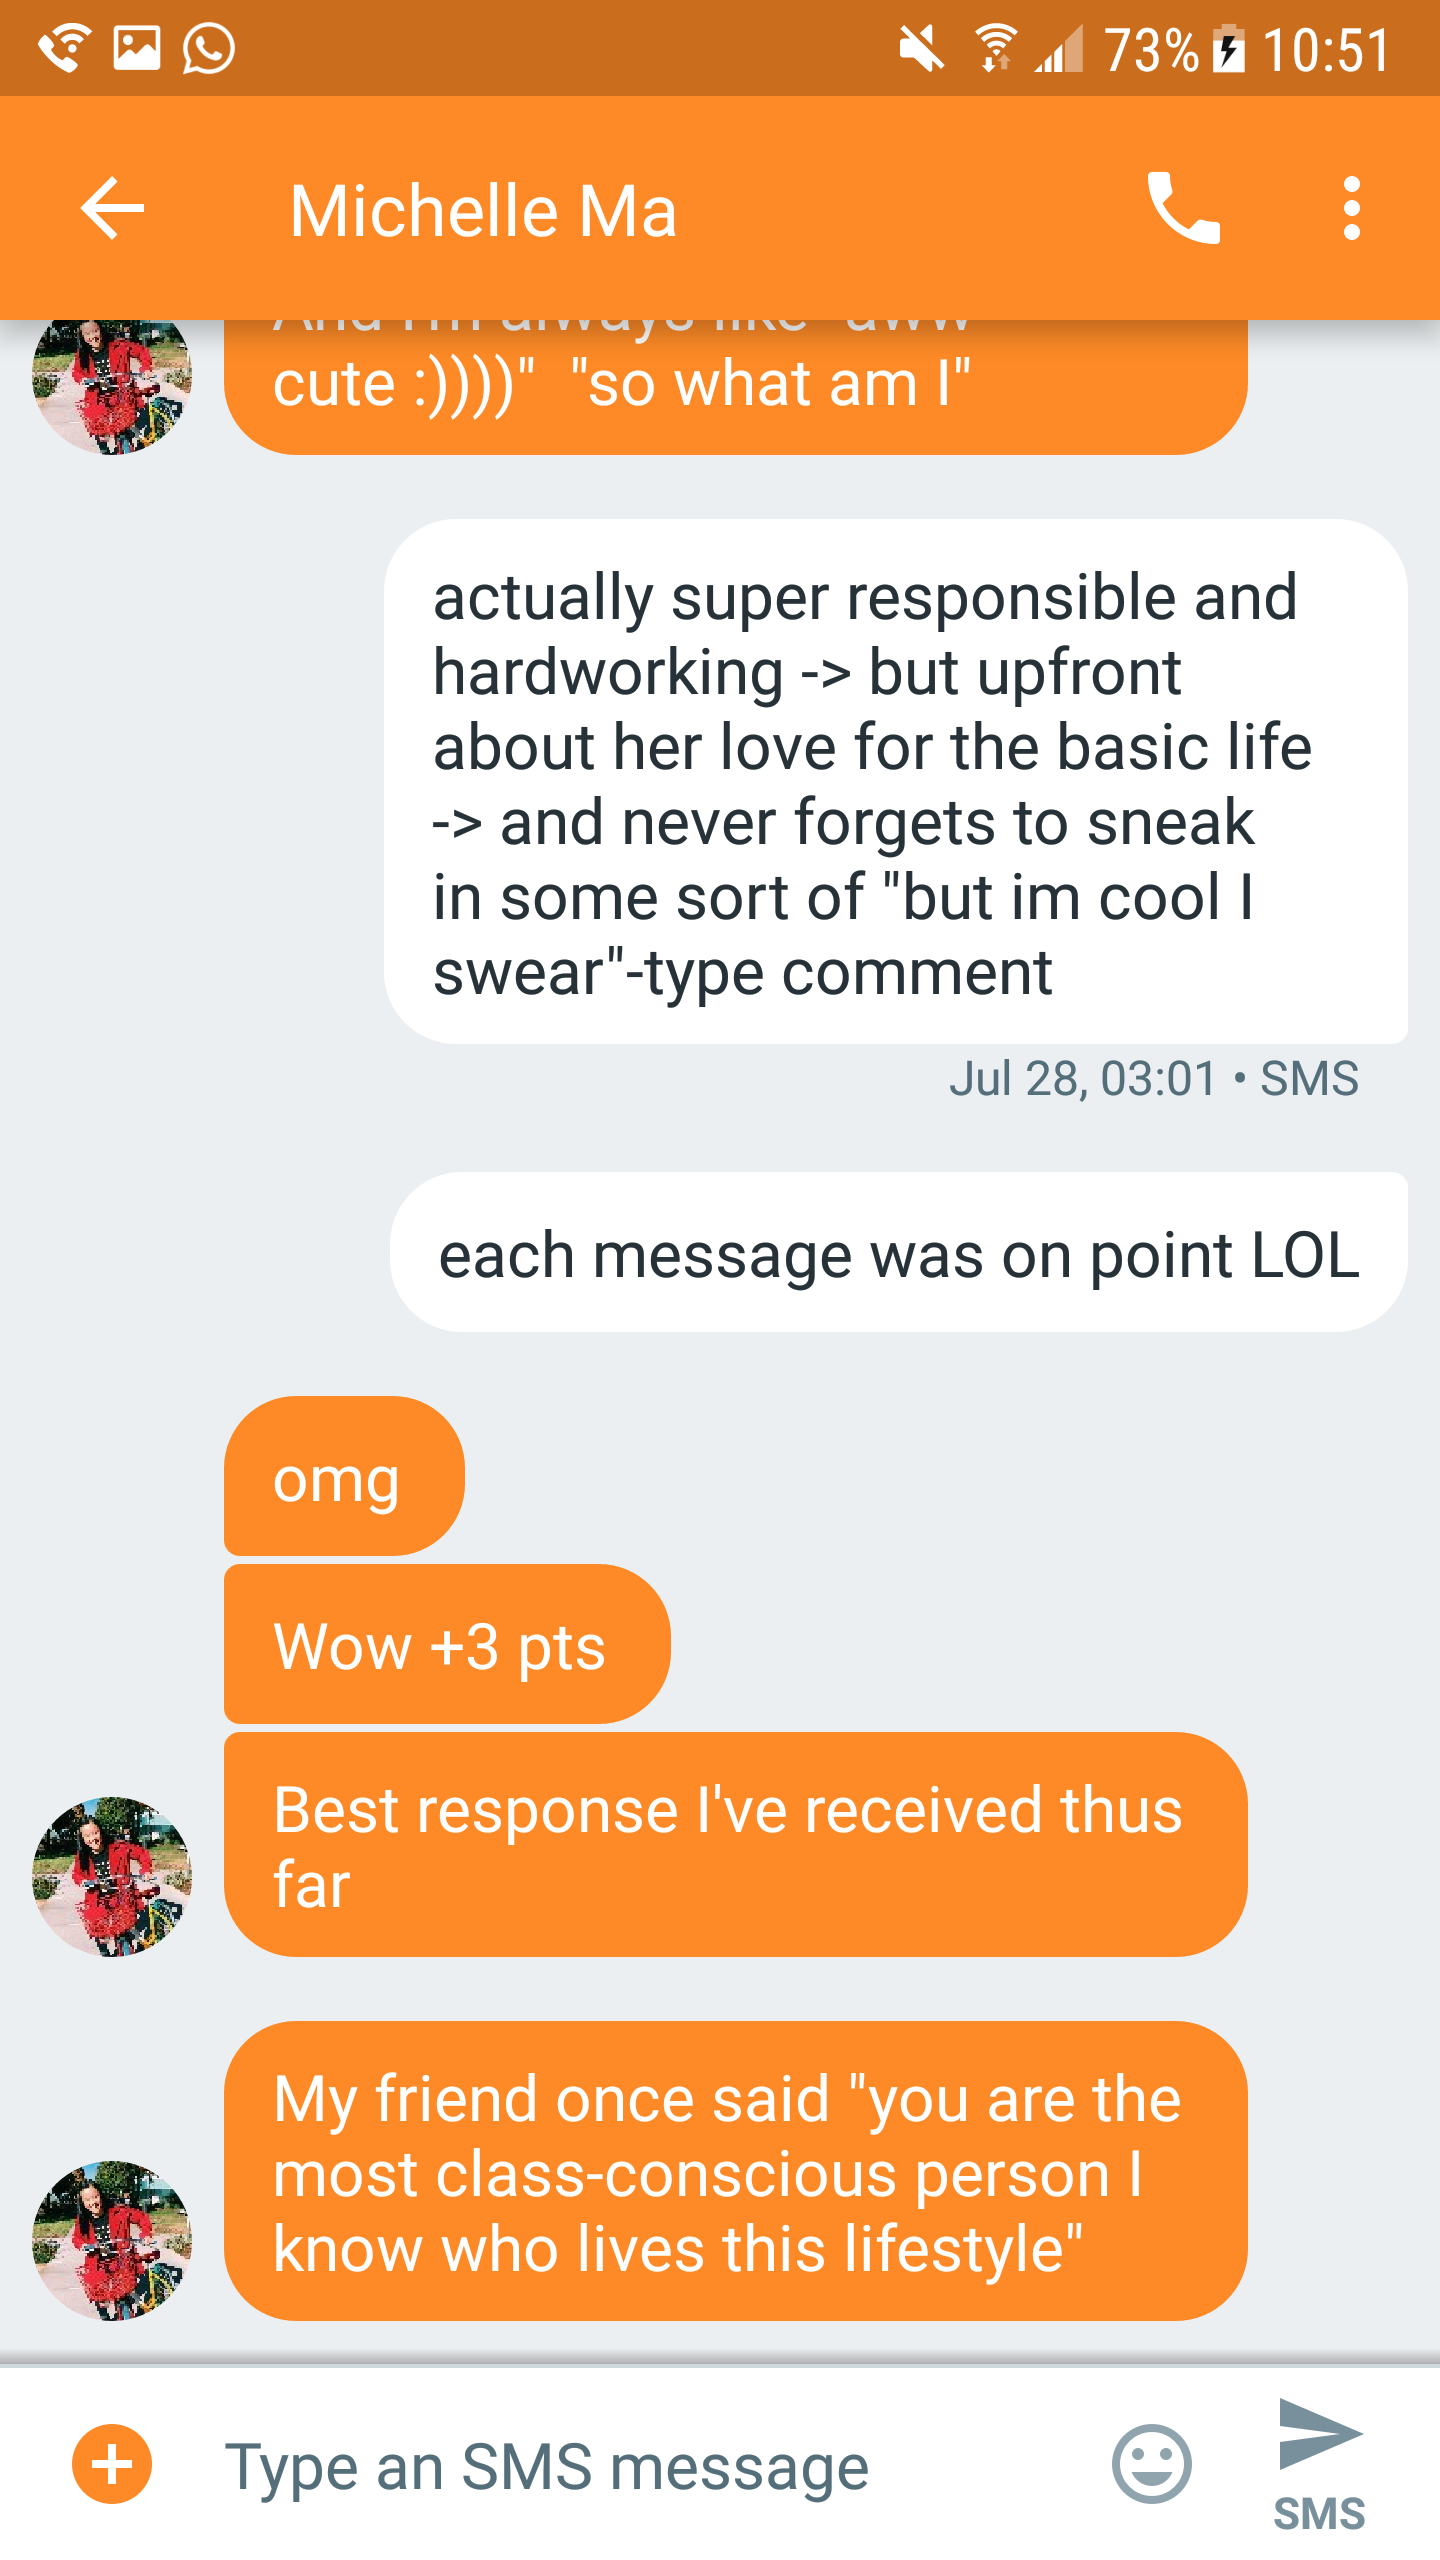 73% 10:51
Michelle Ma
And I'm always like "aww
cute :))))"  "so what am I"
actually super responsible and
hardworking -> but upfront
about her love for the basic life
-> and never forgets to sneak
in some sort of "but im cool I
swear"-type comment
Jul 28, 03:01 • SMS
each message was on point LOL
omg
Wow +3 pts
Best response I've received thus
far
My friend once said "you are the
most class-conscious person I
know who lives this lifestyle"
Type an SMS message
SMS